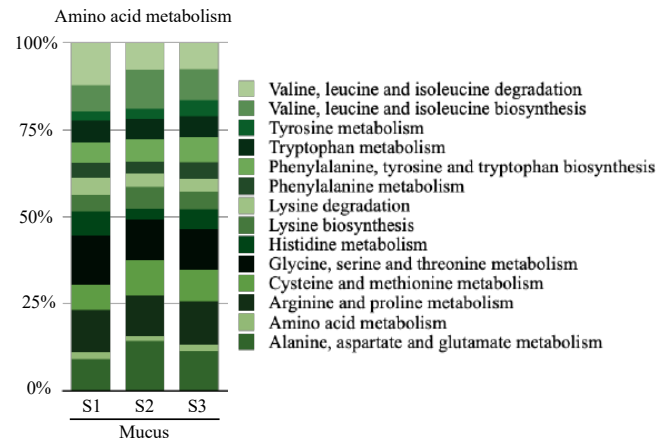 Amino acid metabolism
100%
75%
50%
25%
0%
S1 S2 S3
Mucus
Valine, leucine and isoleucine degradation
Valine, leucine and isoleucine biosynthesis
Tyrosine metabolism
Tryptophan metabolism
Phenylalanine, tyrosine and tryptophan biosynthesis
Phenylalanine metabolism
Lysine degradation
Lysine biosynthesis
Histidine metabolism
Glycine, serine and threonine metabolism
Cysteine and methionine metabolism
Arginine and proline metabolism
Amino acid metabolism
Alanine, aspartate and glutamate metabolism